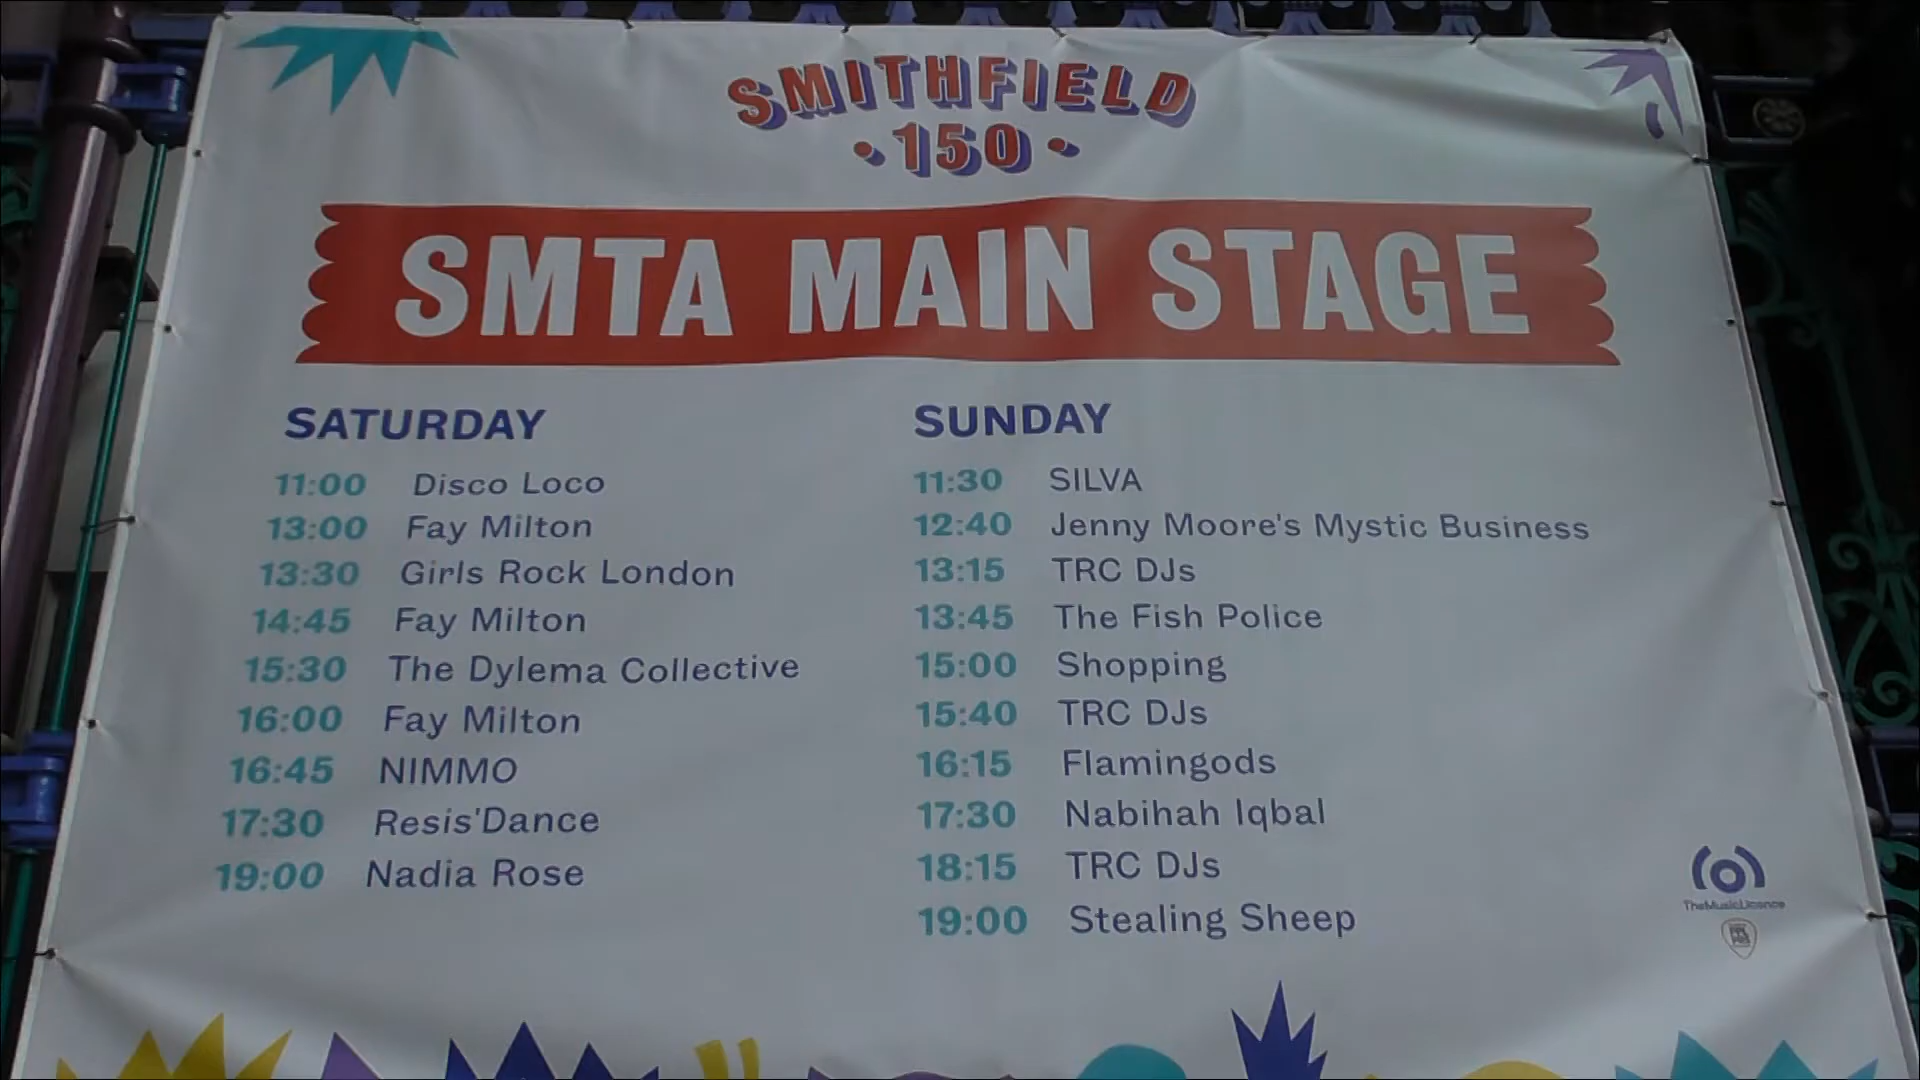 SMITHFIELD
• 150 •
SMTA MAIN STAGE
SATURDAY
11:00 Disco Loco
13:00 Fay Milton
13:30 Girls Rock London
14:45 Fay Milton
15:30 The Dylema Collective
16:00 Fay Milton
16:45 NIMMO
17:30 Resis'Dance
19:00 Nadia Rose
SUNDAY
11:30 SILVA
12:40 Jenny Moore's Mystic Business
13:15 TRC DJs
13:45 The Fish Police
15:00 Shopping
15:40 TRC DJs
16:15 Flamingods
17:30 Nabihah Iqbal
18:15 TRC DJs
19:00 Stealing Sheep
TheMusicLicence